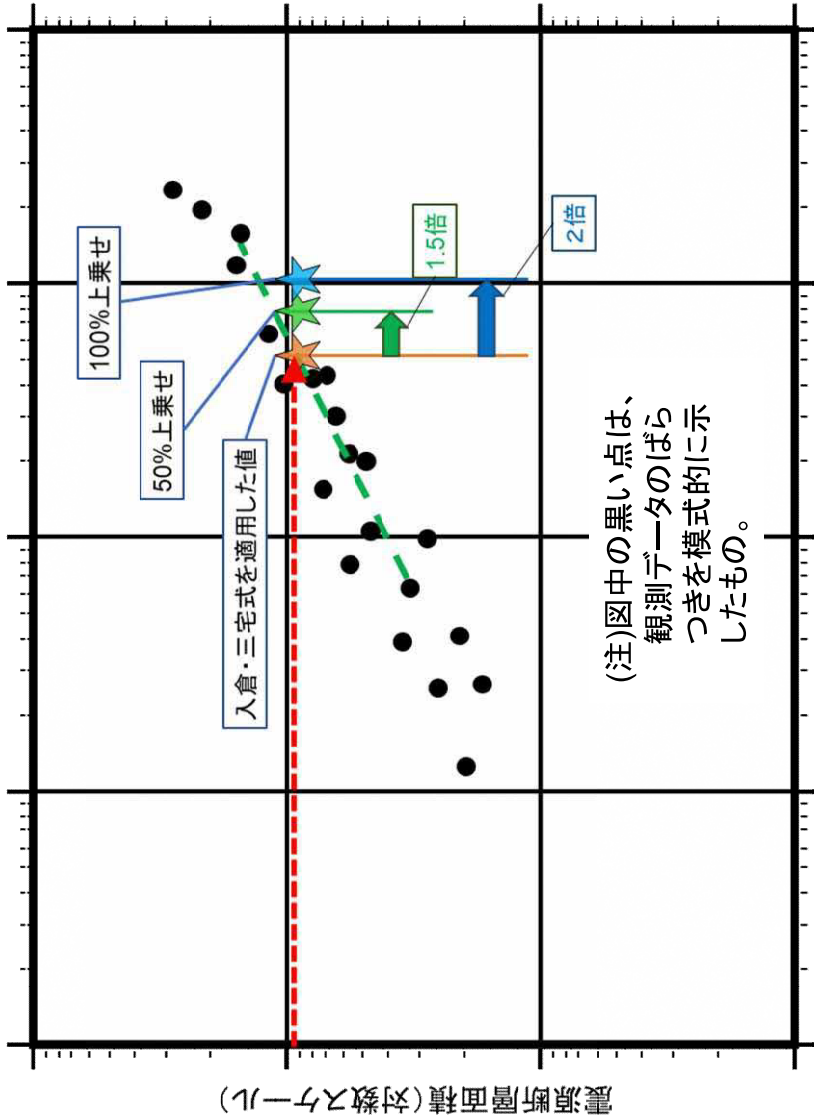 100%上乗せ
50%上乗せ
入倉・三宅式を適用した値
1.5倍
2倍
(注)図中の黒い点は、
観測データのばら
つきを模式的に示
したもの。
震源断層面積(対数スケール)